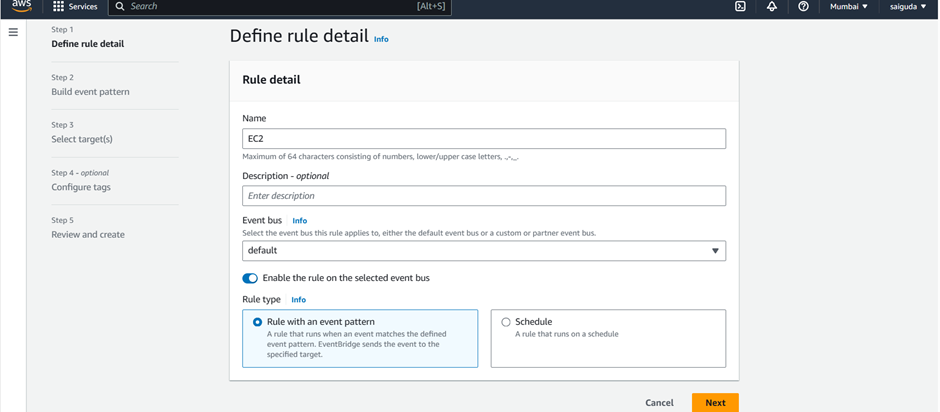 aws
Services
Search
[Alt+S]
Mumbai
saiguda
Step 1
Define rule detail
Step 2
Build event pattern
Step 3
Select target(s)
Step 4 - optional
Configure tags
Step 5
Review and create
Define rule detail Info
Rule detail
Name
EC2
Maximum of 64 characters consisting of numbers, lower/upper case letters, .,-,_.
Description - optional
Enter description
Event bus Info
Select the event bus this rule applies to, either the default event bus or a custom or partner event bus.
default
Enable the rule on the selected event bus
Rule type Info
Rule with an event pattern
A rule that runs when an event matches the defined
event pattern. EventBridge sends the event to the
specified target.
Schedule
A rule that runs on a schedule
Cancel
Next